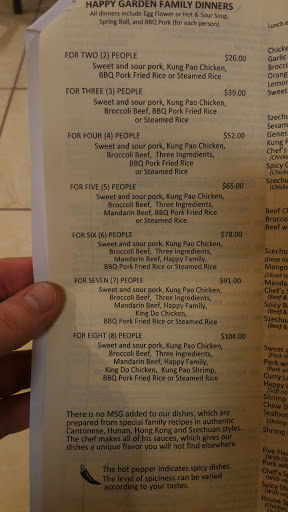 HAPPY GARDEN FAMILY DINNERS
All dinners include Egg Flower or Hot & Sour Soup,
Spring Roll, and BBQ Pork (for each person).
FOR TWO (2) PEOPLE $26.00
Sweet and sour pork, Kung Pao Chicken,
BBQ Pork Fried Rice or Steamed Rice
FOR THREE (3) PEOPLE $39.00
Sweet and sour pork, Kung Pao Chicken,
Broccoli Beef, BBQ Pork Fried Rice
or Steamed Rice
FOR FOUR (4) PEOPLE $52.00
Sweet and sour pork, Kung Pao Chicken,
Broccoli Beef, Three Ingredients,
BBQ Pork Fried Rice or Steamed Rice
FOR FIVE (5) PEOPLE $65.00
Sweet and sour pork, Kung Pao Chicken,
Broccoli Beef, Three Ingredients,
Mandarin Beef, BBQ Pork Fried Rice
or Steamed Rice
FOR SIX (6) PEOPLE $78.00
Sweet and sour pork, Kung Pao Chicken,
Broccoli Beef, Three Ingredients,
Mandarin Beef, Happy Family,
BBQ Pork Fried Rice or Steamed Rice
FOR SEVEN (7) PEOPLE $91.00
Sweet and sour pork, Kung Pao Chicken,
Broccoli Beef, Three Ingredients,
Mandarin Beef, Happy Family,
King Do Chicken,
BBQ Pork Fried Rice or Steamed Rice
FOR EIGHT (8) PEOPLE $104.00
Sweet and sour pork, Kung Pao Chicken,
Broccoli Beef, Three Ingredients,
Mandarin Beef, Happy Family,
King Do Chicken, Kung Pao Shrimp,
BBQ Pork Fried Rice or Steamed Rice
There is no MSG added to our dishes, which are
prepared from special family recipes in authentic
Cantonese, Hunan, Hong Kong and Szechuan styles.
The chef makes all of his sauces, which gives our
dishes a unique flavor you will not find elsewhere.
The hot pepper indicates spicy dishes.
The level of spiciness can be varied
according to your tastes.
Lunch
Garlic
Sweet
Beef
Shrimp